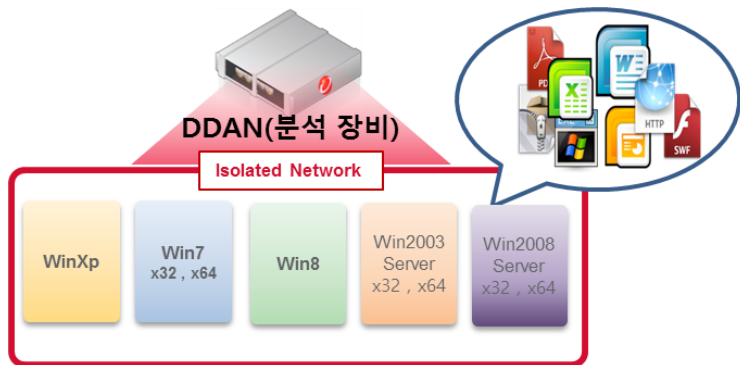 DDAN(분석 장비)
Isolated Network
WinXp
Win7
x32 , x64
Win8
Win2003
Server
x32 , x64
Win2008
Server
x32 , x64
W
X
HTTP
SWF